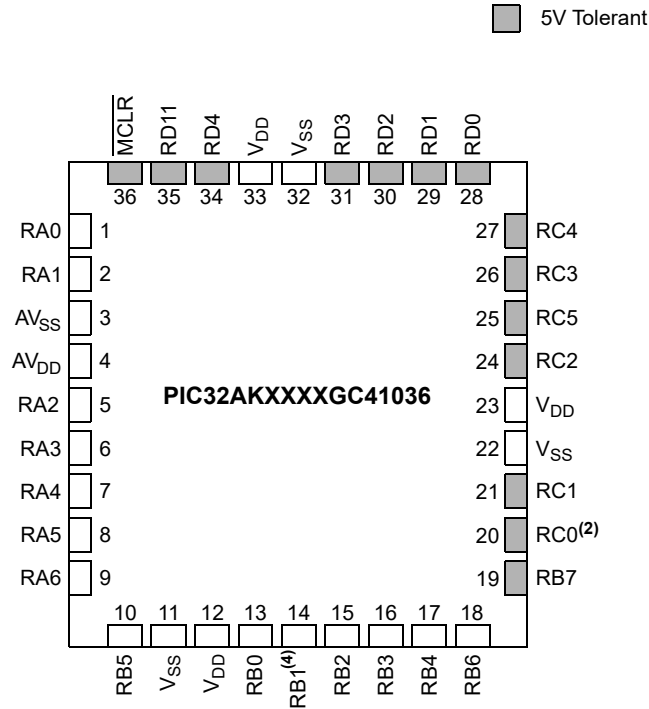 5V Tolerant
MCLR
RD11
RD4
VDD
VSS
RD3
RD2
RD1
RD0
36 35 34 33 32 31 30 29 28
RA0 1
RA1 2
AVSS 3
AVDD 4
RA2 5
RA3 6
RA4 7
RA5 8
RA6 9
PIC32AKXXXXGC41036
27 RC4
26 RC3
25 RC5
24 RC2
23 VDD
22 VSS
21 RC1
20 RC0(2)
19 RB7
10 11 12 13 14 15 16 17 18
RB5
VSS
VDD
RB0
RB1(4)
RB2
RB3
RB4
RB6